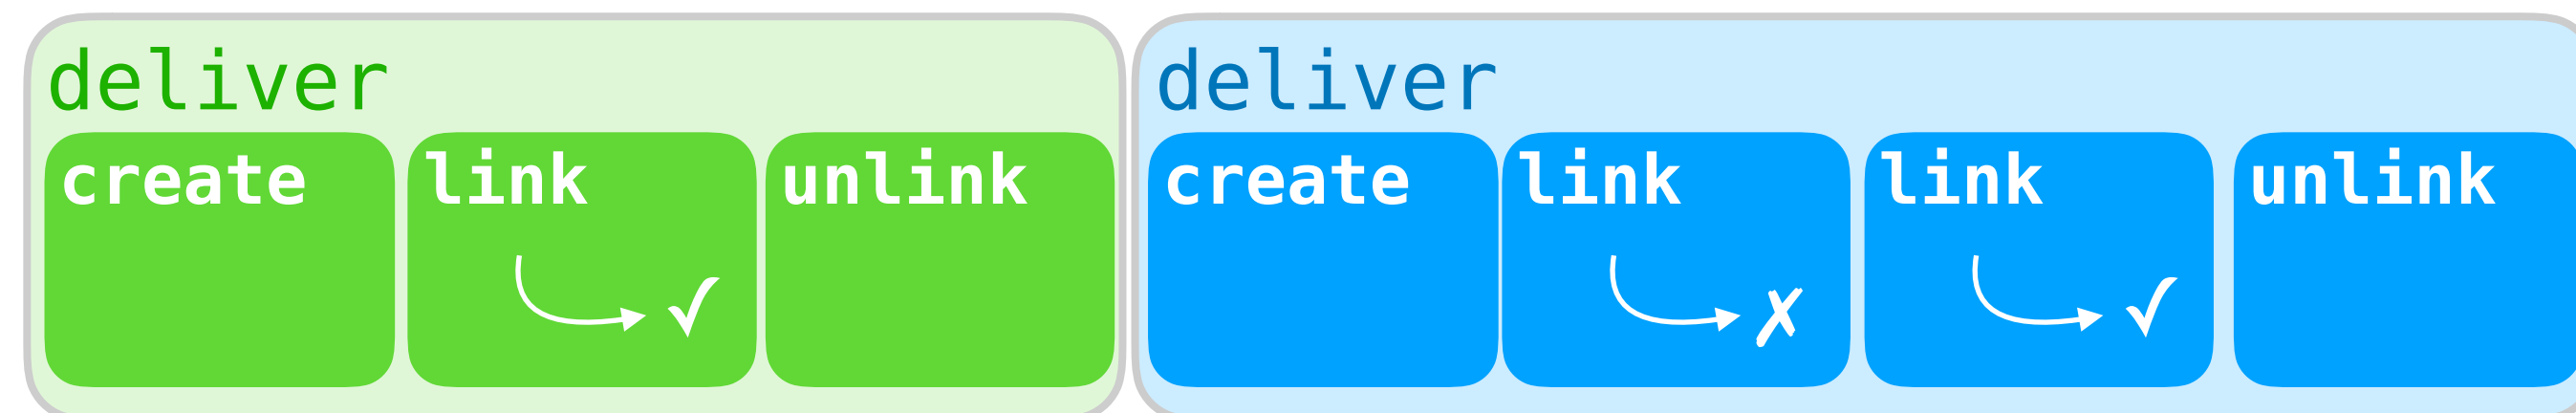 deliver deliver
create link unlink create link link unlink
✓ ✗ ✓